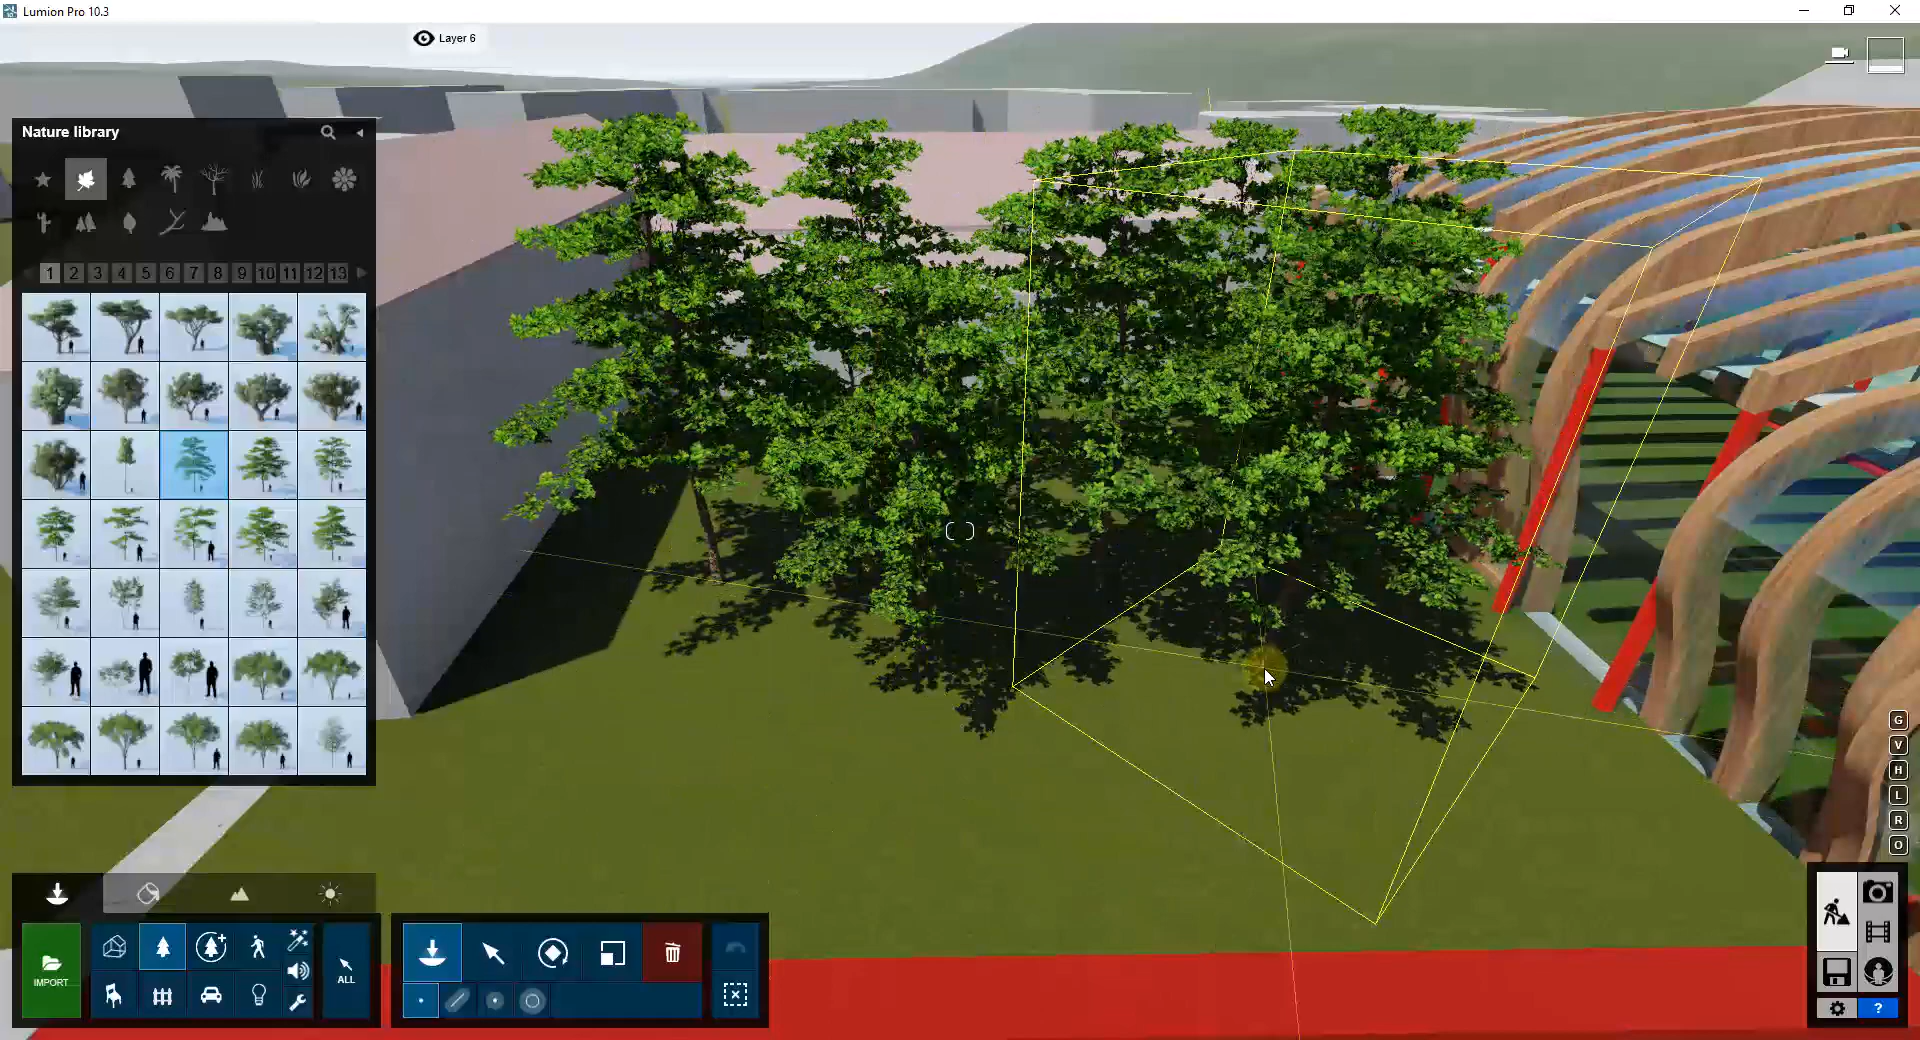 Lumion Pro 10.3
Layer 6
Nature library
1 2 3 4 5 6 7 8 9 10 11 12 13
G
V
H
L
R
O
IMPORT
ALL
?